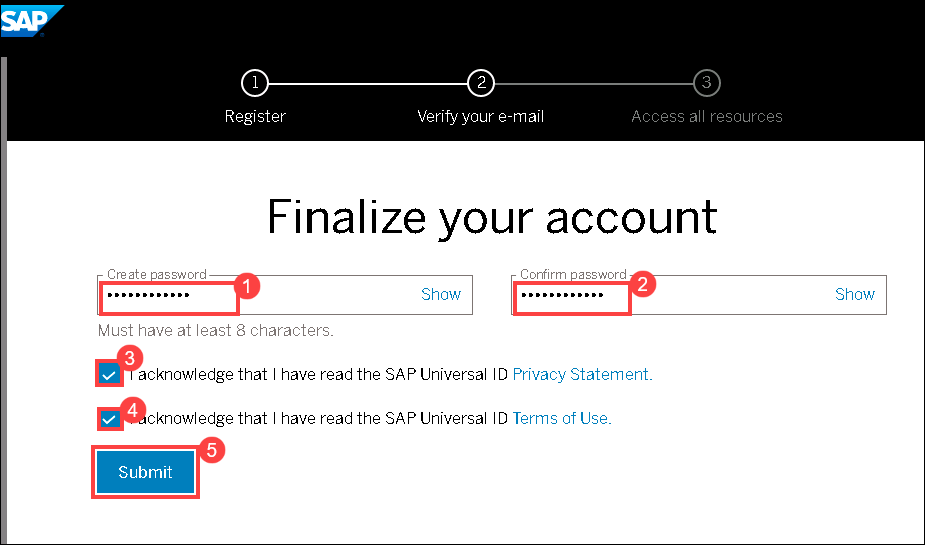 SAP
1 2 3
Register Verify your e-mail Access all resources
Finalize your account
Create password Confirm password
•••••••••••• Show 1 •••••••••••• Show 2
Must have at least 8 characters.
3
I acknowledge that I have read the SAP Universal ID Privacy Statement.
4
I acknowledge that I have read the SAP Universal ID Terms of Use.
5
Submit